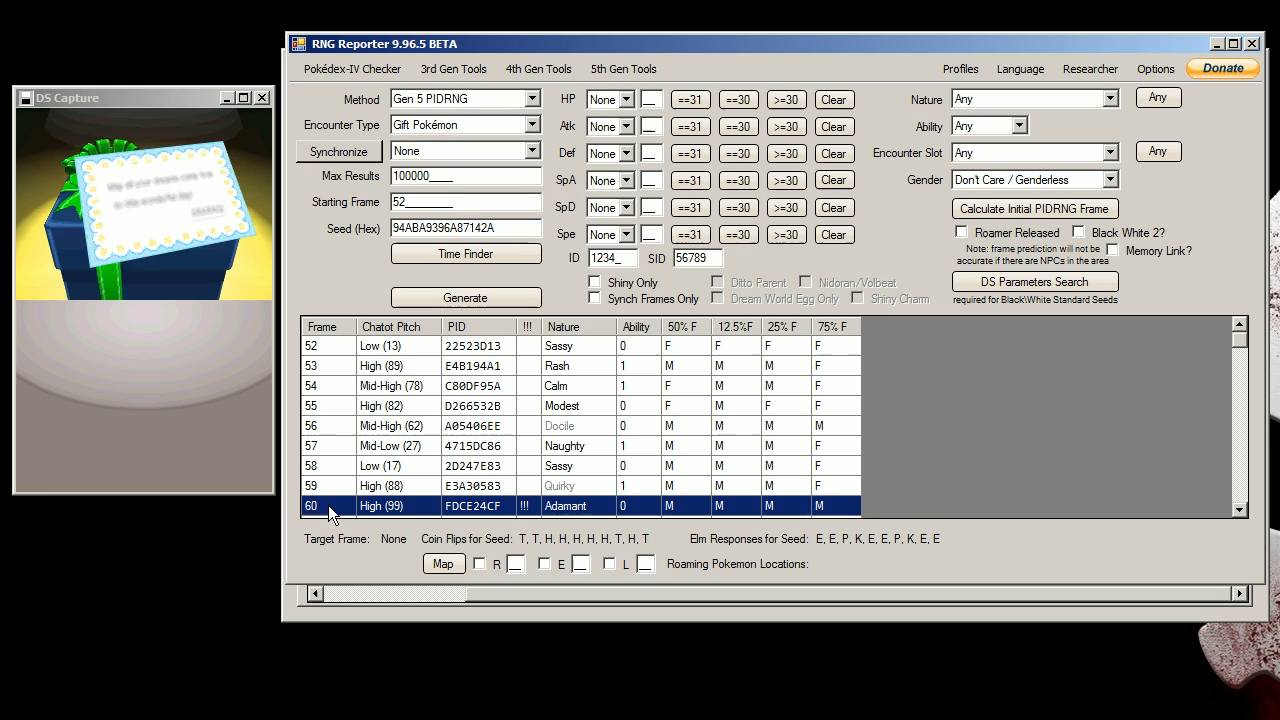 RNG Reporter 9.96.5 BETA
Pokédex-IV Checker 3rd Gen Tools 4th Gen Tools 5th Gen Tools Profiles Language Researcher Options Donate
DS Capture
Method Gen 5 PIDRNG HP None __ ==31 ==30 >=30 Clear Nature Any Any
Encounter Type Gift Pokémon Atk None __ ==31 ==30 >=30 Clear Ability Any
Synchronize None Def None __ ==31 ==30 >=30 Clear Encounter Slot Any Any
Max Results 100000____ SpA None __ ==31 ==30 >=30 Clear Gender Don't Care / Genderless
Starting Frame 52________ SpD None __ ==31 ==30 >=30 Clear Calculate Initial PIDRNG Frame
Seed (Hex) 94ABA9396A87142A Spe None __ ==31 ==30 >=30 Clear Roamer Released Black White 2?
Time Finder ID 1234_ SID 56789 Note: frame prediction will not be
accurate if there are NPCs in the area Memory Link?
Shiny Only Ditto Parent Nidoran/Volbeat DS Parameters Search
Generate Synch Frames Only Dream World Egg Only Shiny Charm required for Black\White Standard Seeds
Frame Chatot Pitch PID !!! Nature Ability 50% F 12.5%F 25% F 75% F
52 Low (13) 22523D13 Sassy 0 F F F F
53 High (89) E4B194A1 Rash 1 M M M F
54 Mid-High (78) C80DF95A Calm 1 F M M F
55 High (82) D266532B Modest 0 F M F F
56 Mid-High (62) A05406EE Docile 0 M M M M
57 Mid-Low (27) 4715DC86 Naughty 1 M M M F
58 Low (17) 2D247E83 Sassy 0 M M M F
59 High (88) E3A30583 Quirky 1 M M M F
60 High (99) FDCE24CF !!! Adamant 0 M M M M
Target Frame: None Coin Flips for Seed: T, T, H, H, H, H, H, T, H, T Elm Responses for Seed: E, E, P, K, E, E, P, K, E, E
Map R __ E __ L __ Roaming Pokemon Locations: